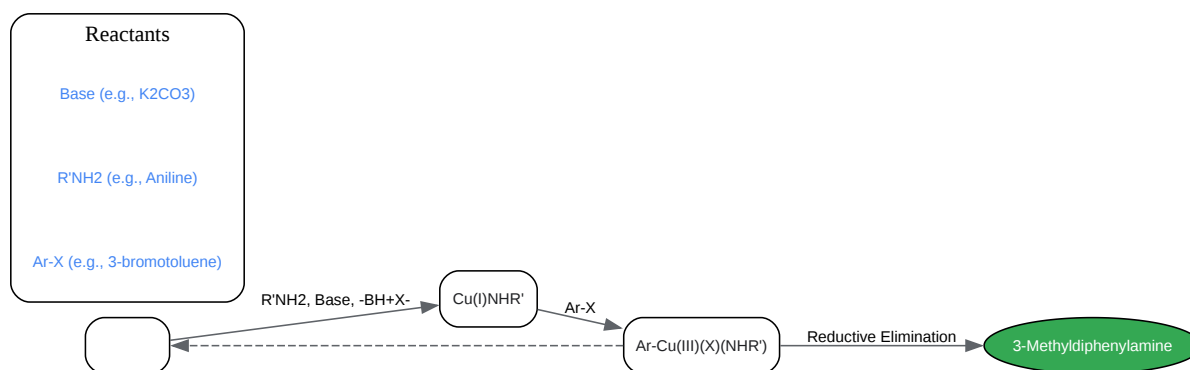 Reactants
Base (e.g., K2CO3)
R'NH2 (e.g., Aniline)
Ar-X (e.g., 3-bromotoluene)
R'NH2, Base, -BH+X-
Cu(I)NHR'
Ar-X
Ar-Cu(III)(X)(NHR')
Reductive Elimination
3-Methyldiphenylamine